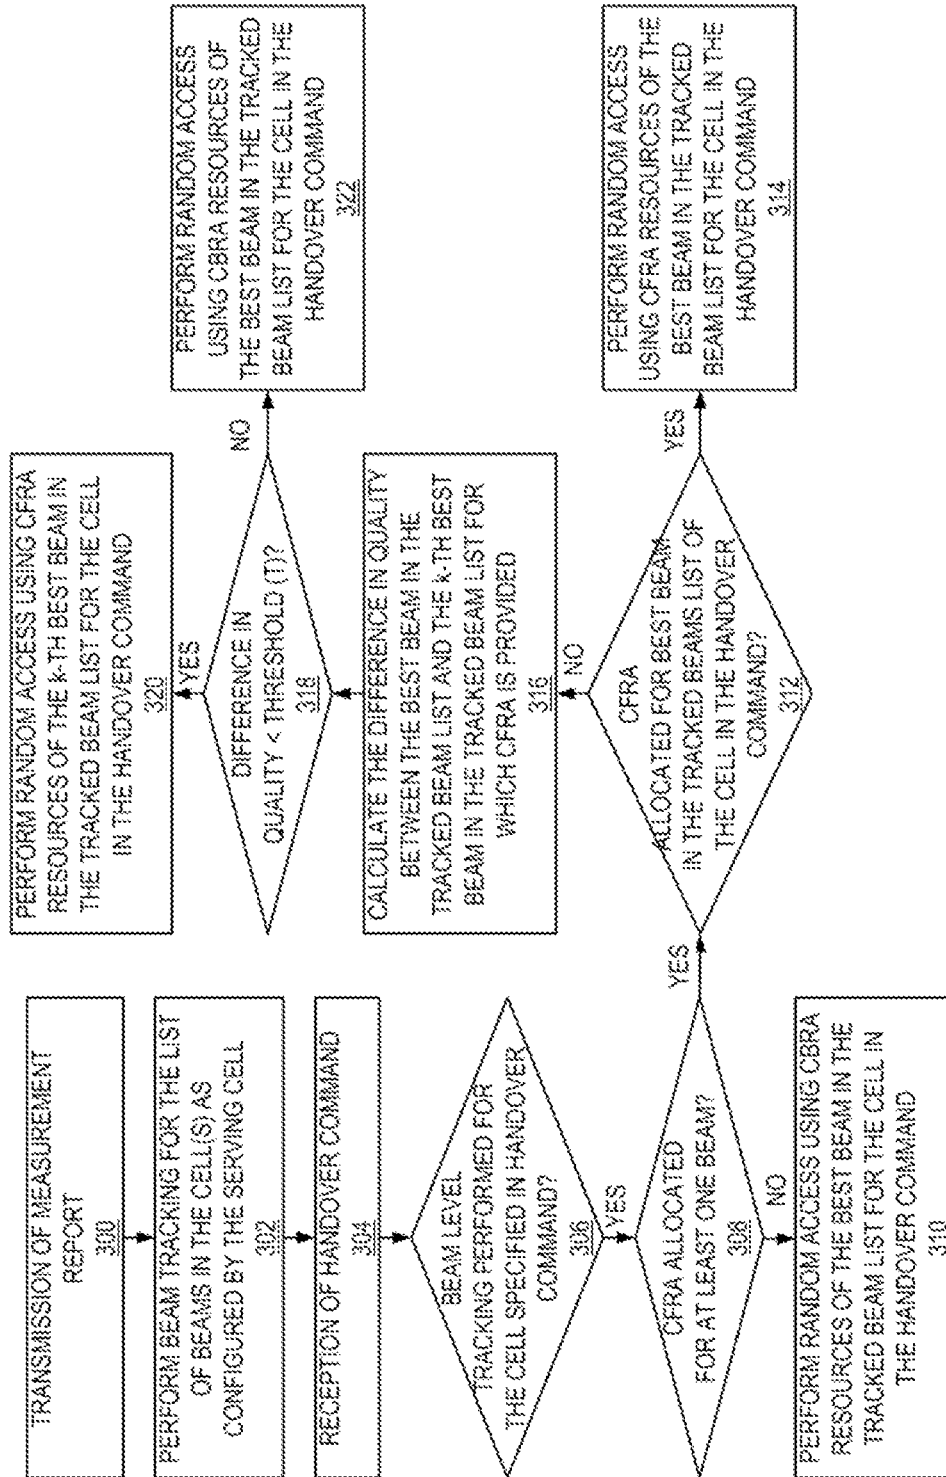 TRANSMISSION OF MEASUREMENT
REPORT
300
PERFORM BEAM TRACKING FOR THE LIST
OF BEAMS IN THE CELL(S) AS
CONFIGURED BY THE SERVING CELL
302
RECEPTION OF HANDOVER COMMAND
304
BEAM LEVEL
TRACKING PERFORMED FOR
THE CELL SPECIFIED IN HANDOVER
COMMAND?
306
YES
CFRA ALLOCATED
FOR AT LEAST ONE BEAM?
308
NO
PERFORM RANDOM ACCESS USING CBRA
RESOURCES OF THE BEST BEAM IN THE
TRACKED BEAM LIST FOR THE CELL IN
THE HANDOVER COMMAND
310
YES
CFRA
ALLOCATED FOR BEST BEAM
IN THE TRACKED BEAMS LIST OF
THE CELL IN THE HANDOVER
COMMAND?
312
YES
PERFORM RANDOM ACCESS
USING CFRA RESOURCES OF THE
BEST BEAM IN THE TRACKED
BEAM LIST FOR THE CELL IN THE
HANDOVER COMMAND
314
NO
CALCULATE THE DIFFERENCE IN QUALITY
BETWEEN THE BEST BEAM IN THE
TRACKED BEAM LIST AND THE k-TH BEST
BEAM IN THE TRACKED BEAM LIST FOR
WHICH CFRA IS PROVIDED
316
DIFFERENCE IN
QUALITY < THRESHOLD (T)?
318
YES
PERFORM RANDOM ACCESS USING CFRA
RESOURCES OF THE k-TH BEST BEAM IN
THE TRACKED BEAM LIST FOR THE CELL
IN THE HANDOVER COMMAND
320
NO
PERFORM RANDOM ACCESS
USING CBRA RESOURCES OF
THE BEST BEAM IN THE TRACKED
BEAM LIST FOR THE CELL IN THE
HANDOVER COMMAND
322